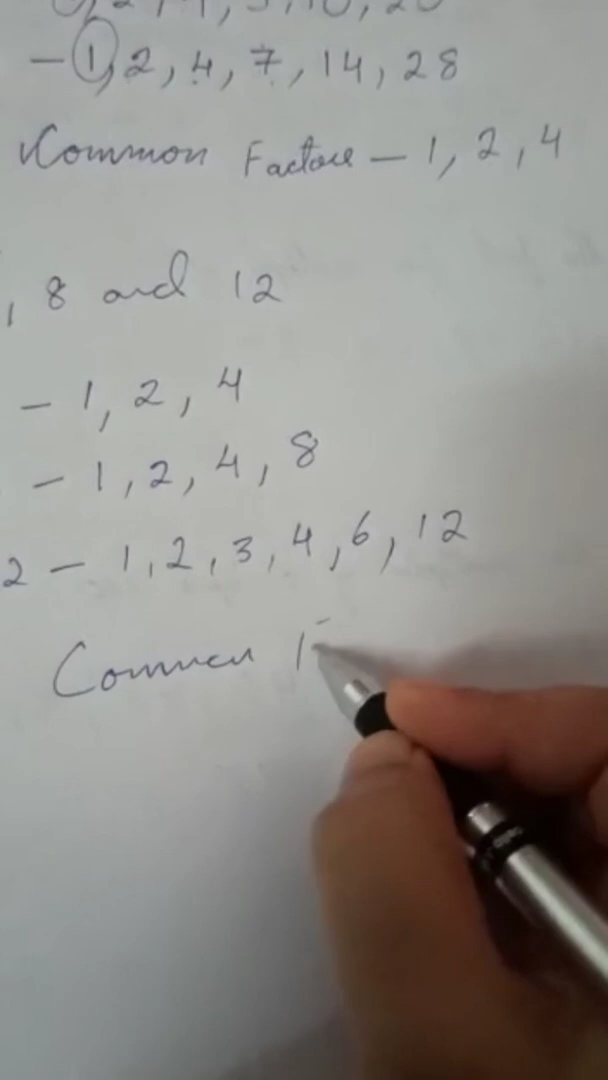 – 1, 2, 4, 7, 14, 28
Common Factors – 1, 2, 4
, 8 and 12
– 1, 2, 4
– 1, 2, 4, 8
2 – 1, 2, 3, 4, 6, 12
Common